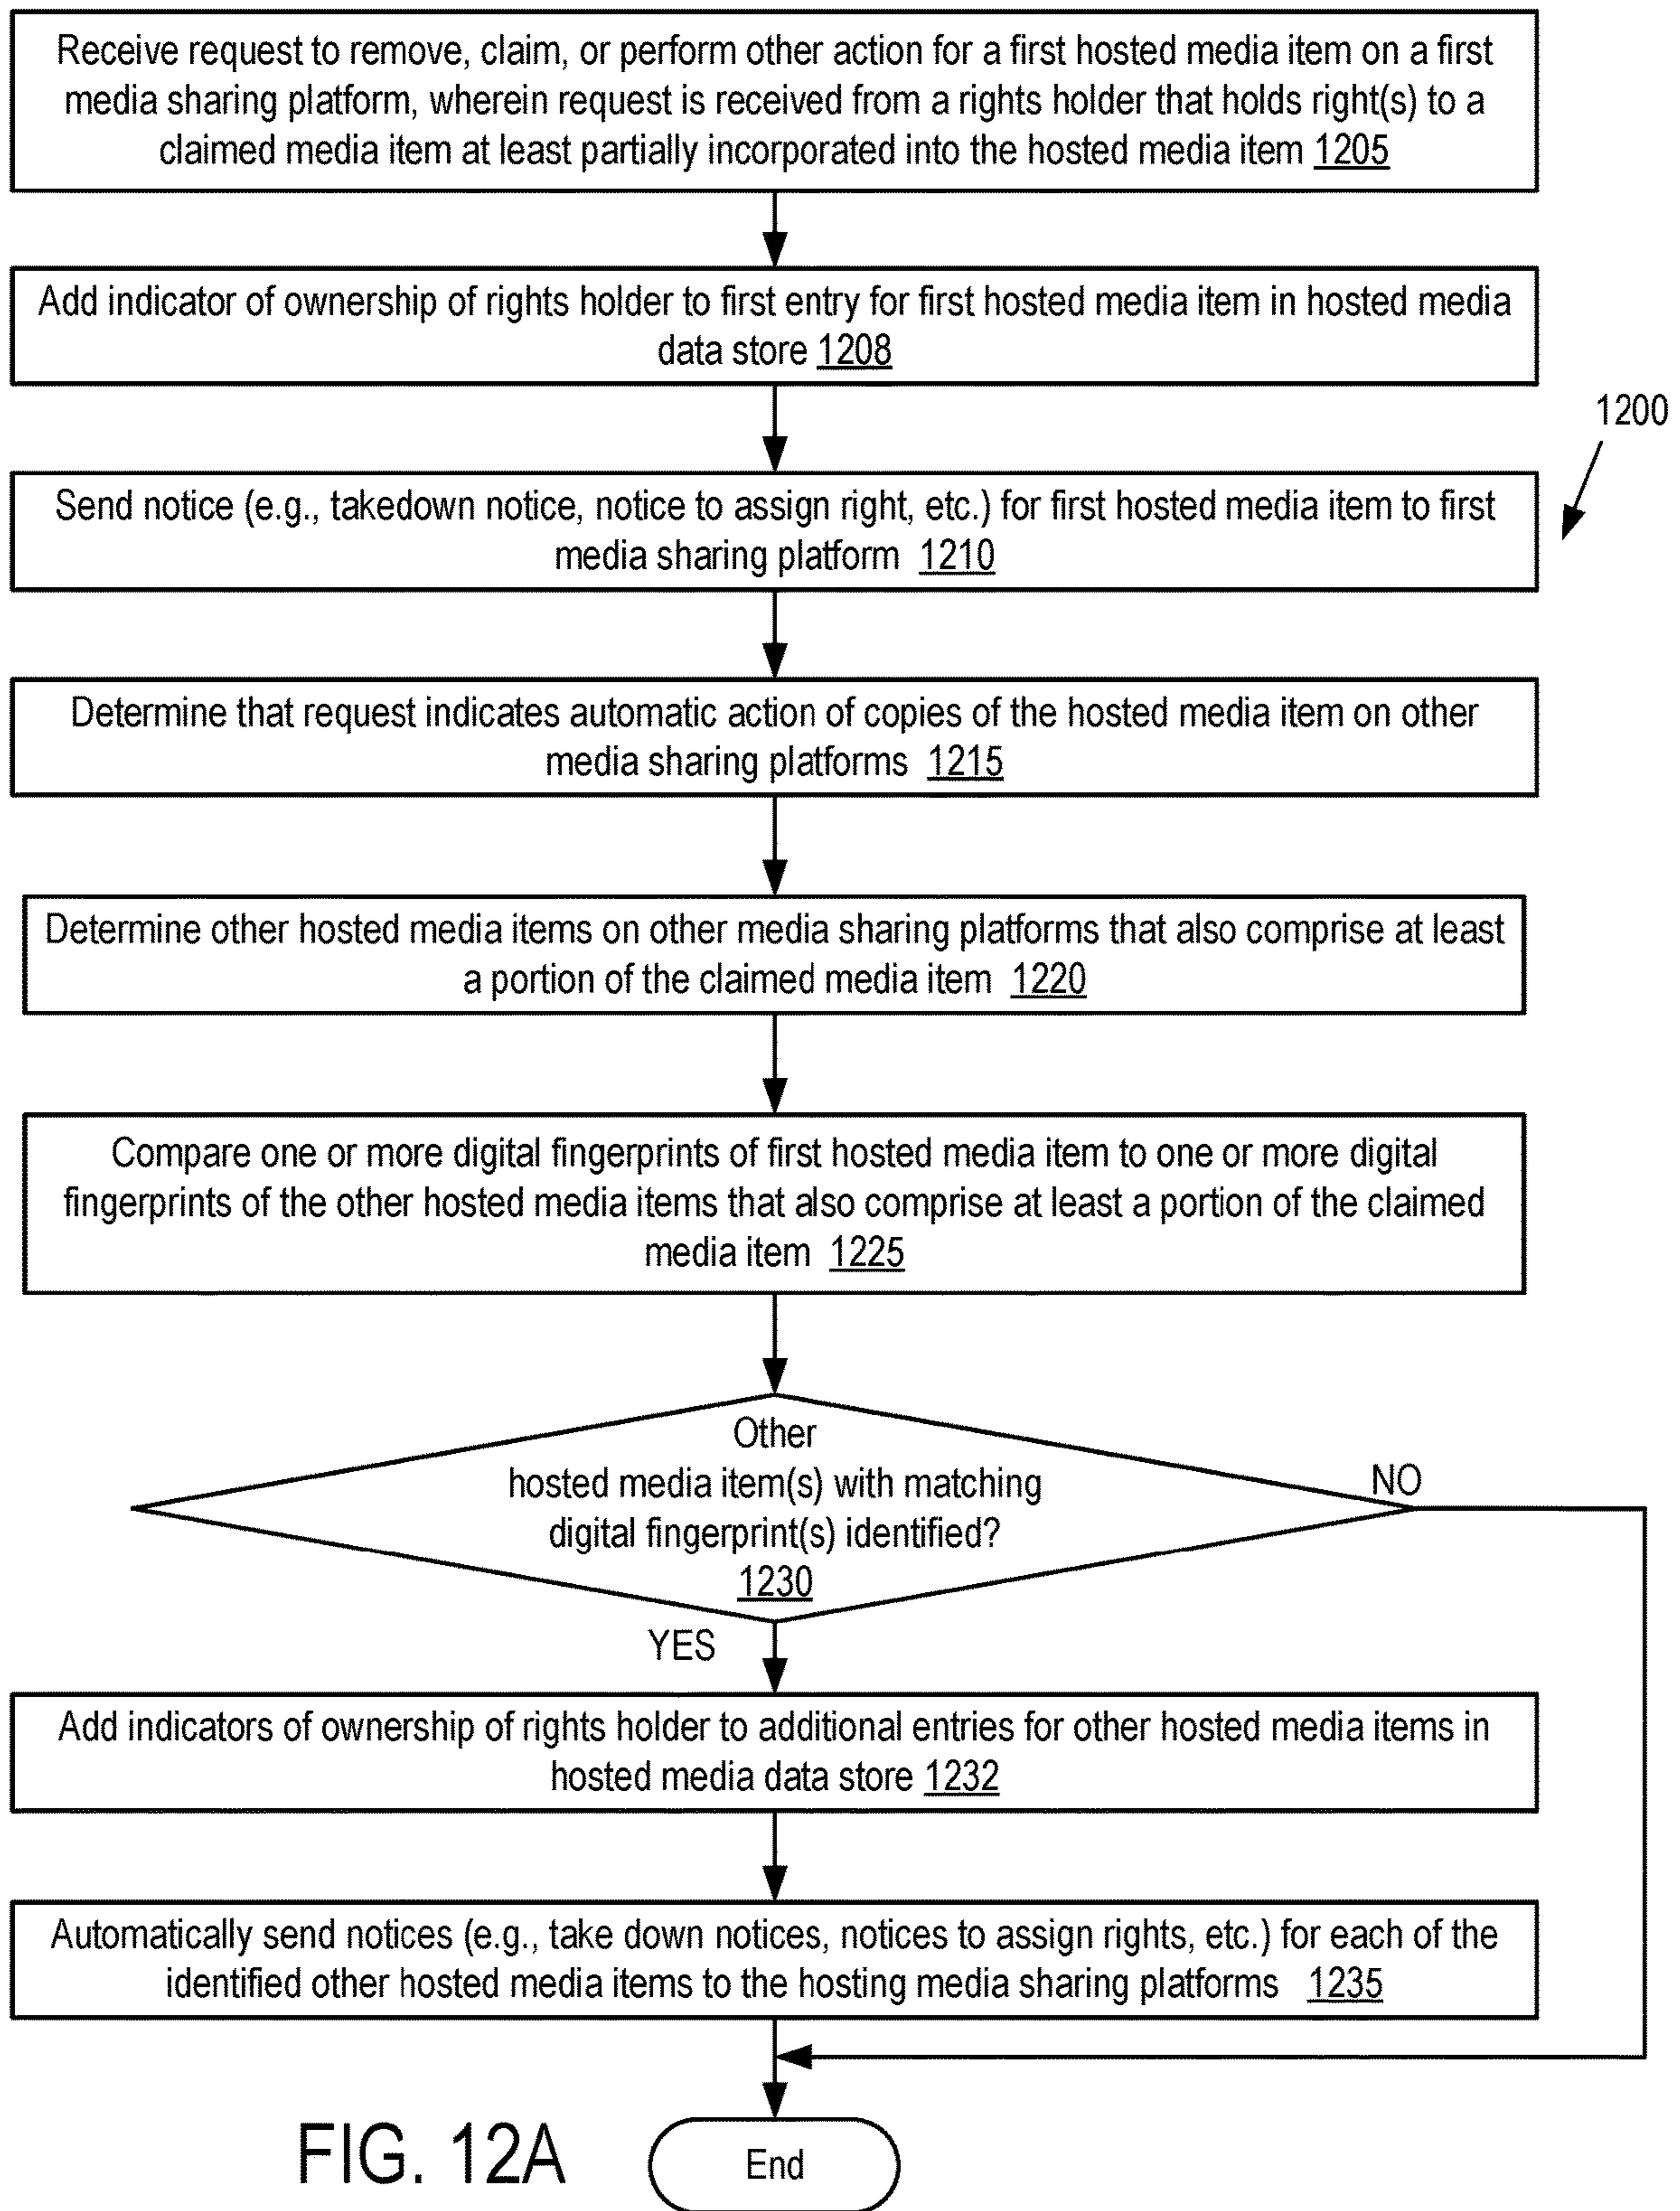 Receive request to remove, claim, or perform other action for a first hosted media item on a first
media sharing platform, wherein request is received from a rights holder that holds right(s) to a
claimed media item at least partially incorporated into the hosted media item 1205
Add indicator of ownership of rights holder to first entry for first hosted media item in hosted media
data store 1208
1200
Send notice (e.g., takedown notice, notice to assign right, etc.) for first hosted media item to first
media sharing platform 1210
Determine that request indicates automatic action of copies of the hosted media item on other
media sharing platforms 1215
Determine other hosted media items on other media sharing platforms that also comprise at least
a portion of the claimed media item 1220
Compare one or more digital fingerprints of first hosted media item to one or more digital
fingerprints of the other hosted media items that also comprise at least a portion of the claimed
media item 1225
Other
hosted media item(s) with matching
digital fingerprint(s) identified?
1230
NO
YES
Add indicators of ownership of rights holder to additional entries for other hosted media items in
hosted media data store 1232
Automatically send notices (e.g., take down notices, notices to assign rights, etc.) for each of the
identified other hosted media items to the hosting media sharing platforms 1235
End
FIG. 12A